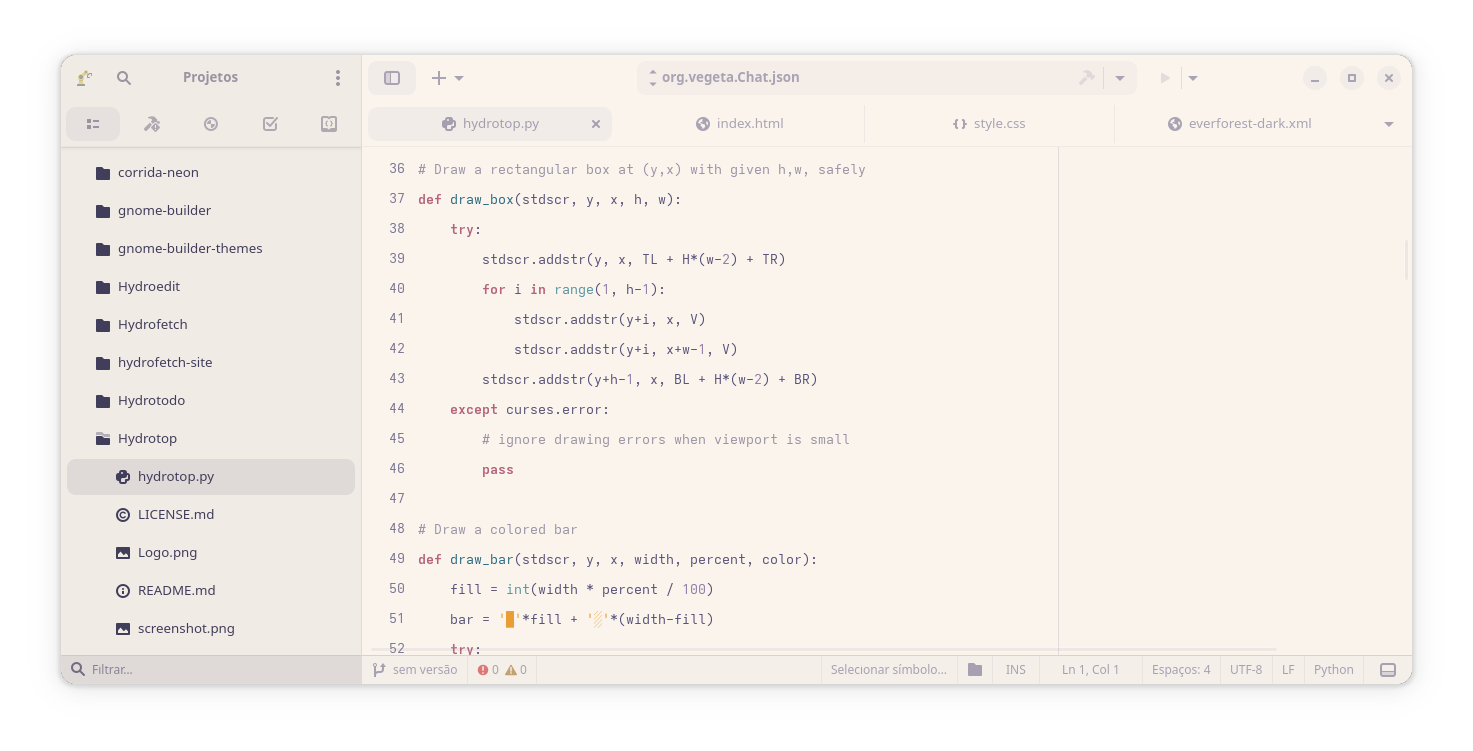 Projetos
org.vegeta.Chat.json
hydrotop.py
index.html
{} style.css
everforest-dark.xml
corrida-neon
gnome-builder
gnome-builder-themes
Hydroedit
Hydrofetch
hydrofetch-site
Hydrotodo
Hydrotop
hydrotop.py
LICENSE.md
Logo.png
README.md
screenshot.png
Filtrar...
36 # Draw a rectangular box at (y,x) with given h,w, safely
37 def draw_box(stdscr, y, x, h, w):
38     try:
39         stdscr.addstr(y, x, TL + H*(w-2) + TR)
40         for i in range(1, h-1):
41             stdscr.addstr(y+i, x, V)
42             stdscr.addstr(y+i, x+w-1, V)
43         stdscr.addstr(y+h-1, x, BL + H*(w-2) + BR)
44     except curses.error:
45         # ignore drawing errors when viewport is small
46         pass
47
48 # Draw a colored bar
49 def draw_bar(stdscr, y, x, width, percent, color):
50     fill = int(width * percent / 100)
51     bar = '█'*fill + '░'*(width-fill)
52     try:
sem versão
0
0
Selecionar símbolo...
INS
Ln 1, Col 1
Espaços: 4
UTF-8
LF
Python